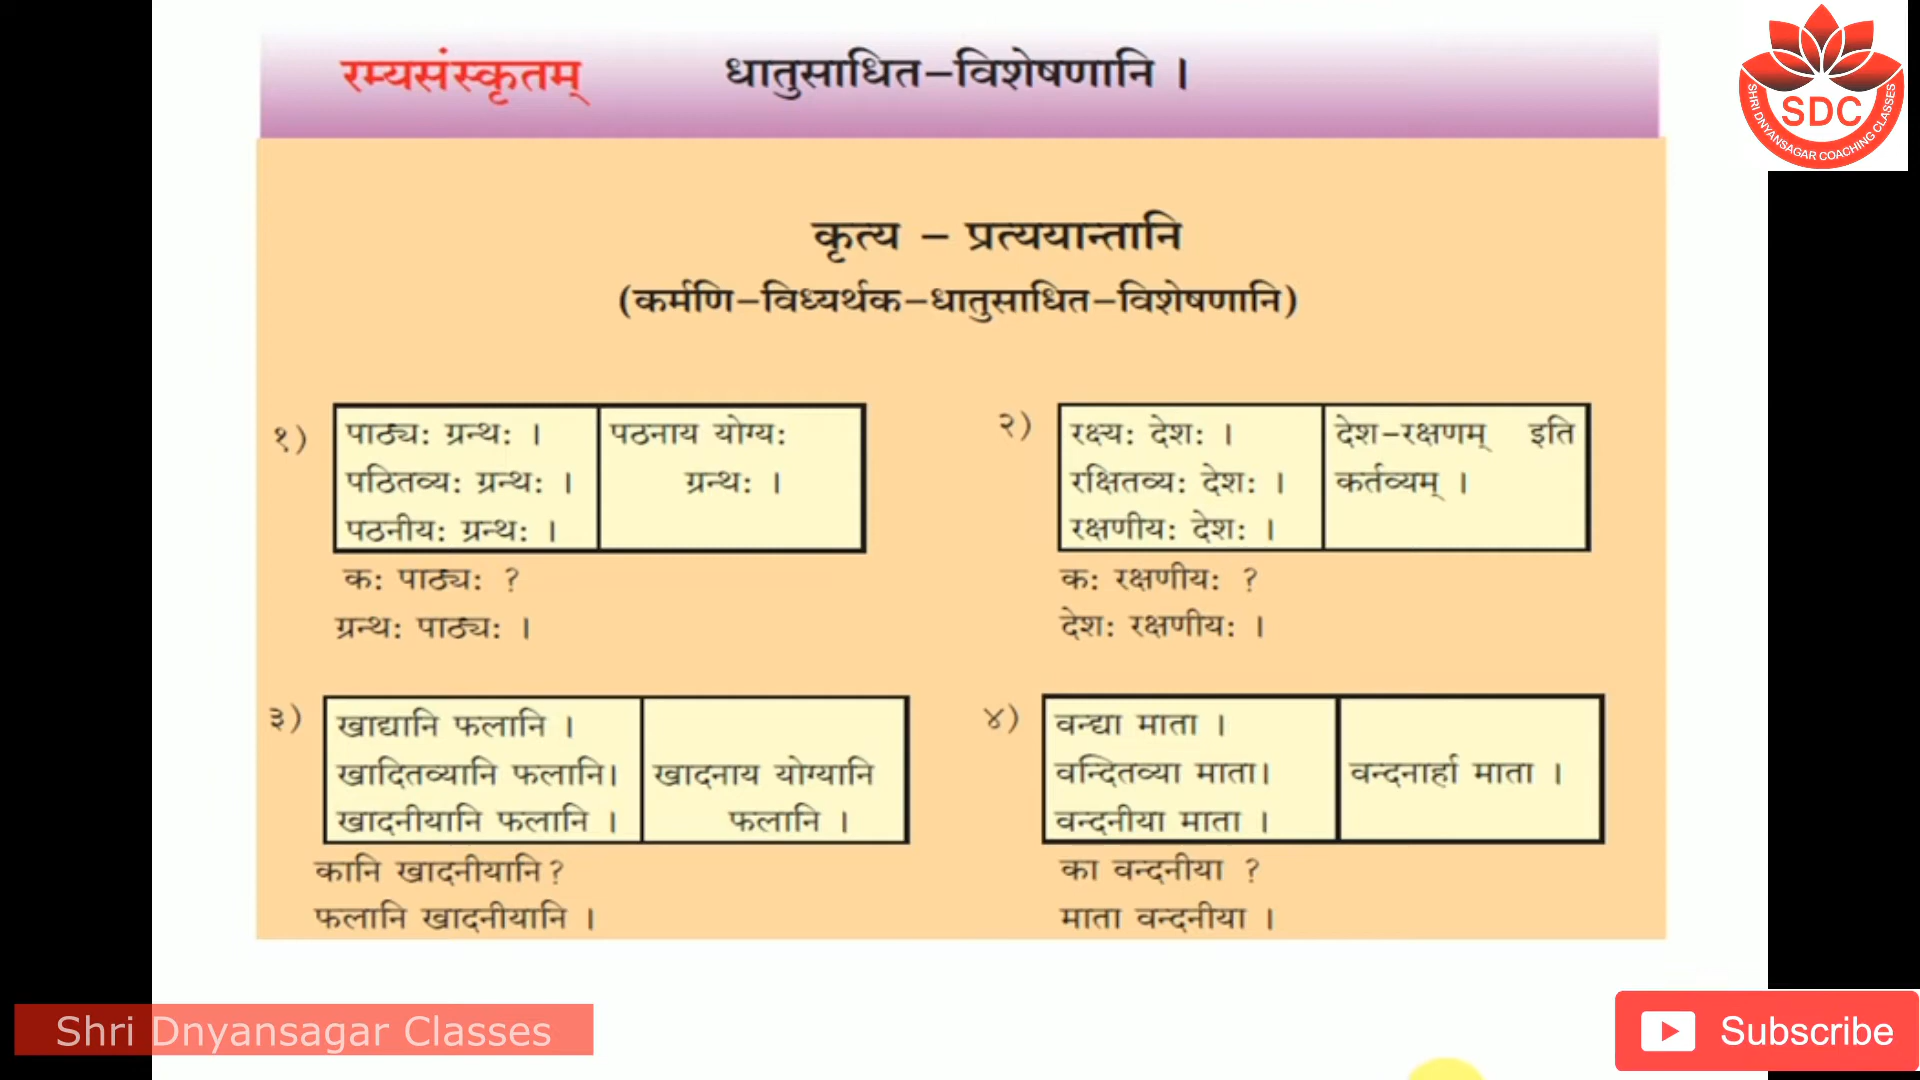 रम्यसंस्कृतम् धातुसाधित-विशेषणानि ।
SDC
SHRI DNYANSAGAR COACHING CLASSES
कृत्य - प्रत्ययान्तानि
(कर्मणि-विध्यर्थक-धातुसाधित-विशेषणानि)
१)
पाठ्यः ग्रन्थः ।
पठितव्यः ग्रन्थः ।
पठनीयः ग्रन्थः ।
पठनाय योग्यः
ग्रन्थः ।
कः पाठ्यः ?
ग्रन्थः पाठ्यः ।
२)
रक्ष्यः देशः ।
रक्षितव्यः देशः ।
रक्षणीयः देशः ।
देश-रक्षणम् इति
कर्तव्यम् ।
कः रक्षणीयः ?
देशः रक्षणीयः ।
३)
खाद्यानि फलानि ।
खादितव्यानि फलानि।
खादनीयानि फलानि ।
खादनाय योग्यानि
फलानि ।
कानि खादनीयानि?
फलानि खादनीयानि ।
४)
वन्द्या माता ।
वन्दितव्या माता।
वन्दनीया माता ।
वन्दनार्हा माता ।
का वन्दनीया ?
माता वन्दनीया ।
Shri Dnyansagar Classes
Subscribe